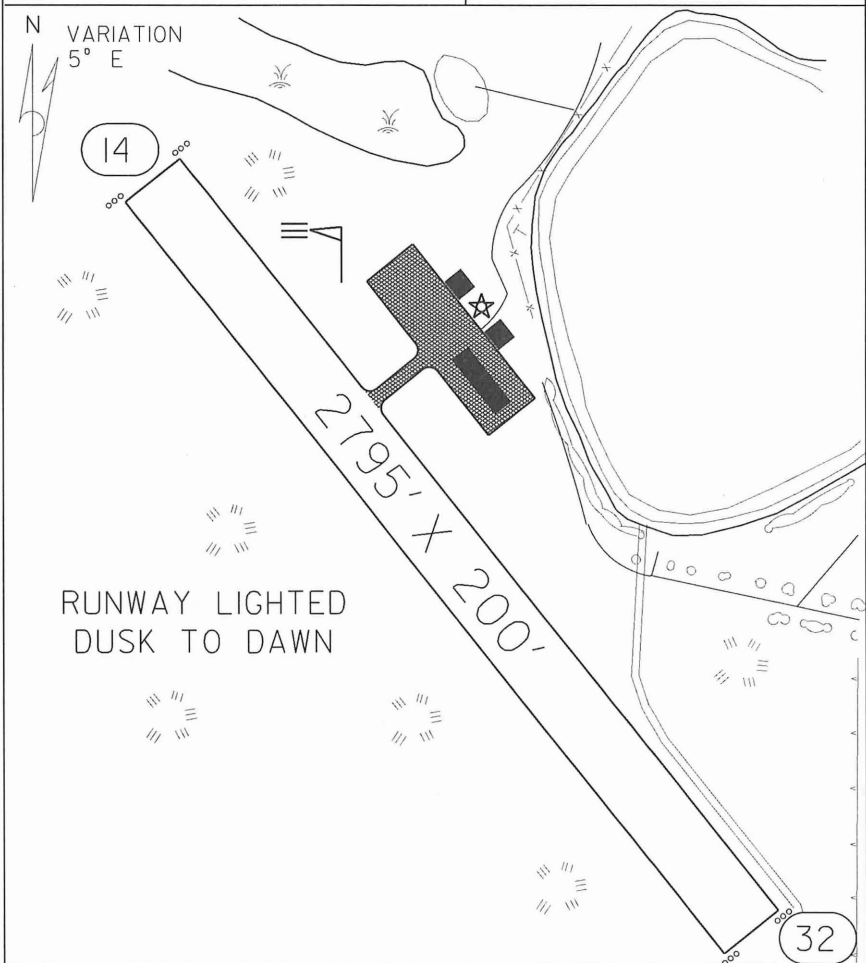 N
VARIATION
5° E
14
2795' X 200'
RUNWAY LIGHTED
DUSK TO DAWN
32